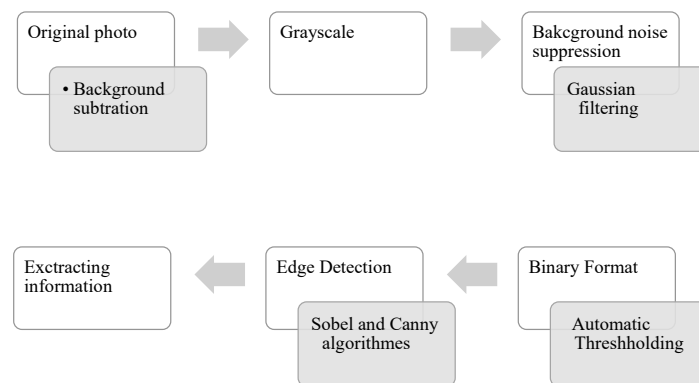 Original photo
• Background
subtration
Grayscale
Bakcground noise
suppression
Gaussian
filtering
Binary Format
Automatic
Threshholding
Edge Detection
Sobel and Canny
algorithmes
Exctracting
information